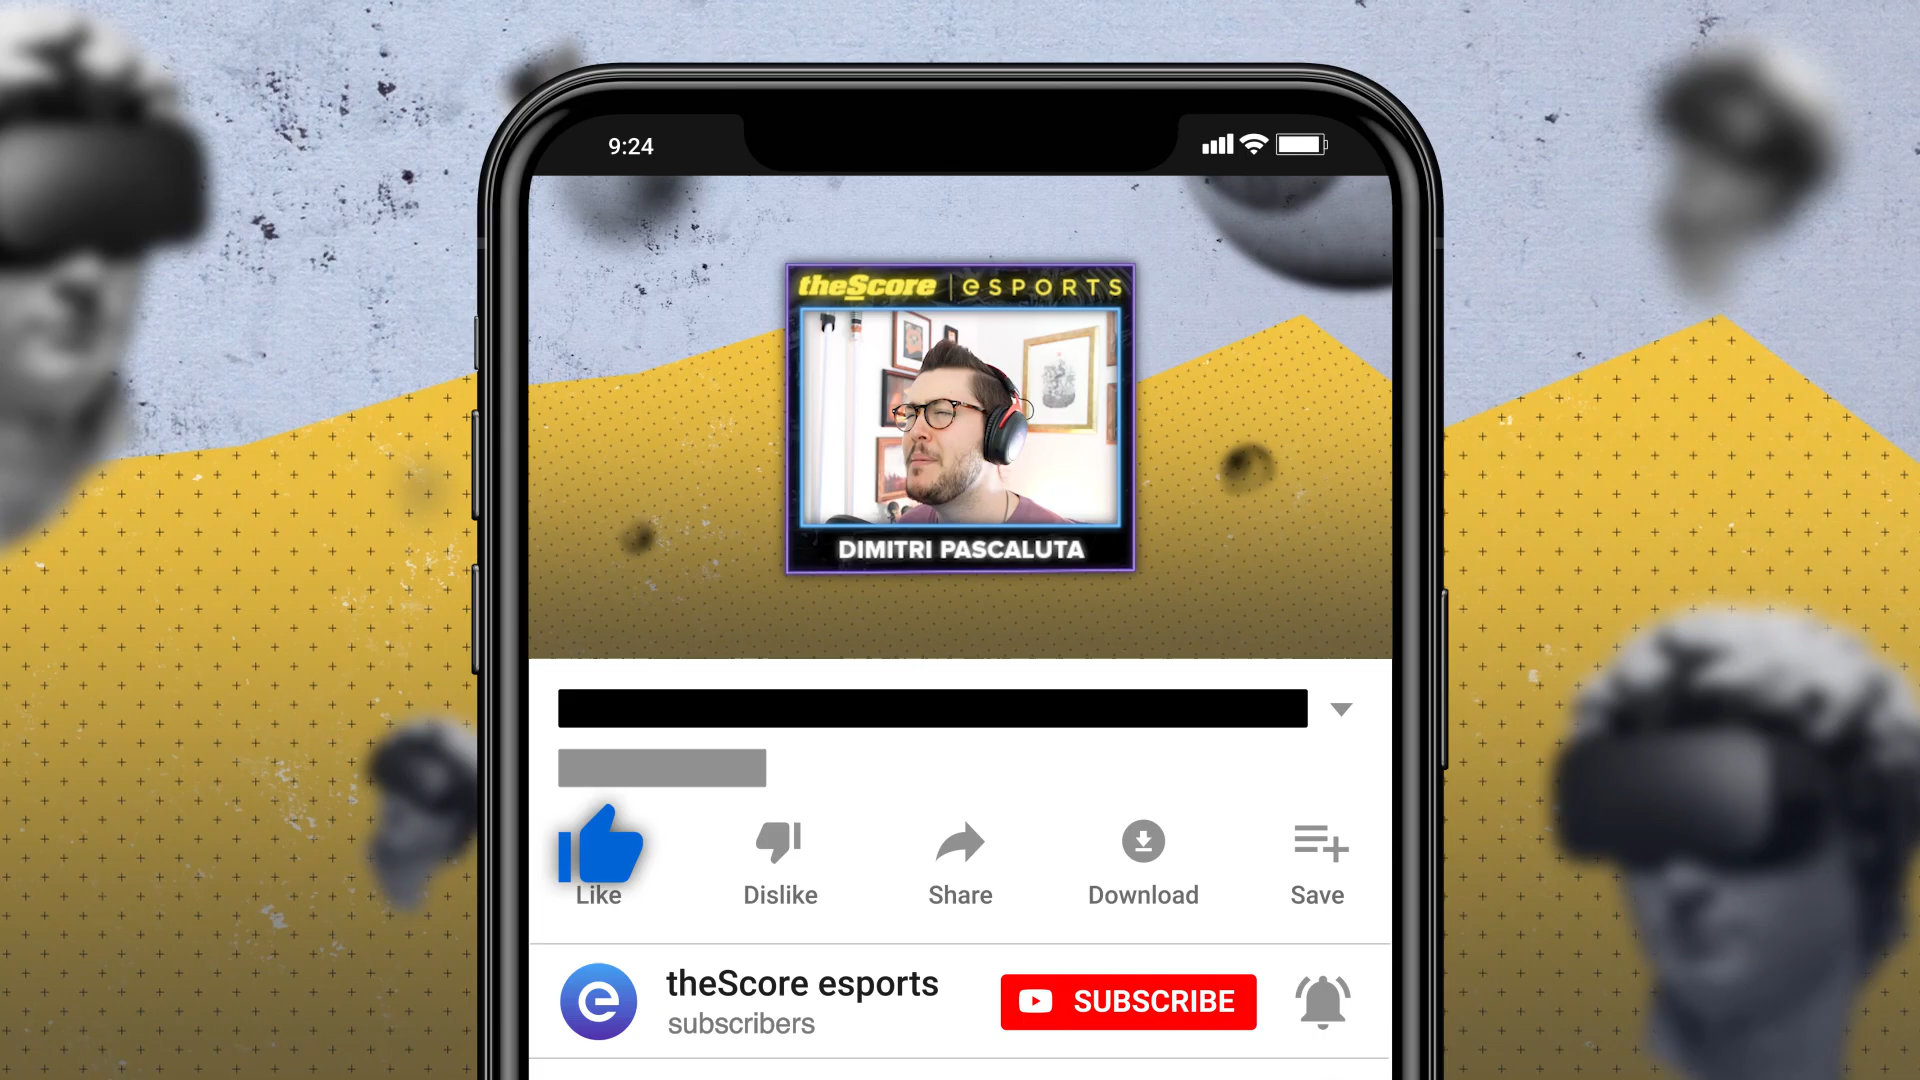 9:24
theScore | eSPORTS
DIMITRI PASCALUTA
Like
Dislike
Share
Download
Save
theScore esports
SUBSCRIBE
subscribers